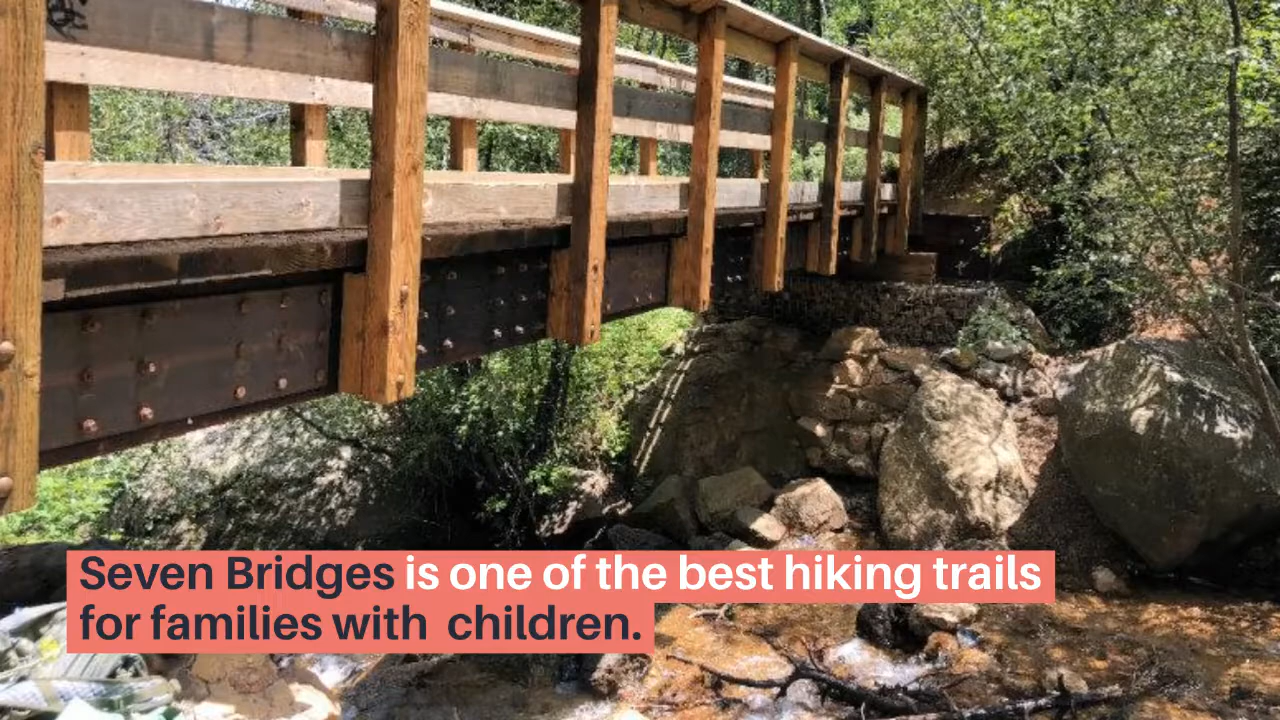 Seven Bridges is one of the best hiking trails
for families with  children.